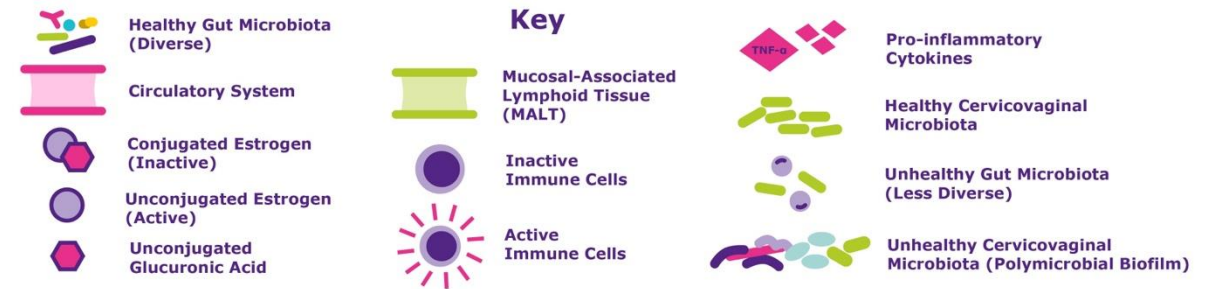 Key
Healthy Gut Microbiota
(Diverse)
Circulatory System
Conjugated Estrogen
(Inactive)
Unconjugated Estrogen
(Active)
Unconjugated
Glucuronic Acid
Mucosal-Associated
Lymphoid Tissue
(MALT)
Inactive
Immune Cells
Active
Immune Cells
TNF-α
Pro-inflammatory
Cytokines
Healthy Cervicovaginal
Microbiota
Unhealthy Gut Microbiota
(Less Diverse)
Unhealthy Cervicovaginal
Microbiota (Polymicrobial Biofilm)